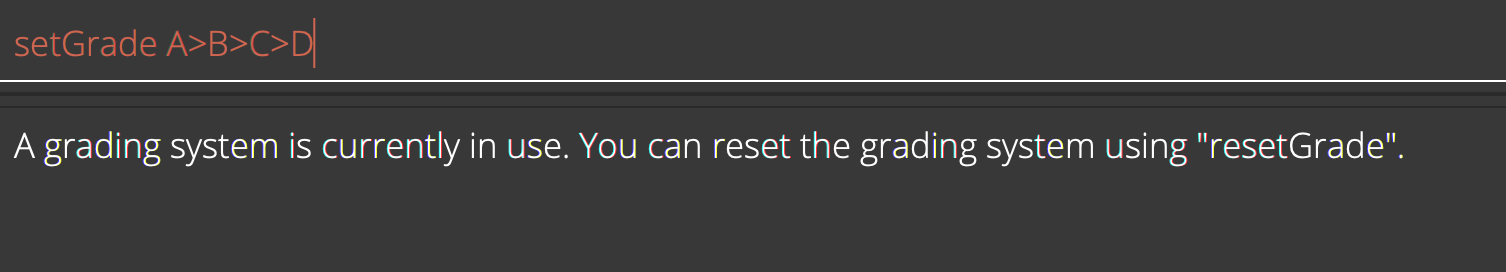 setGrade A>B>C>D
A grading system is currently in use. You can reset the grading system using "resetGrade".